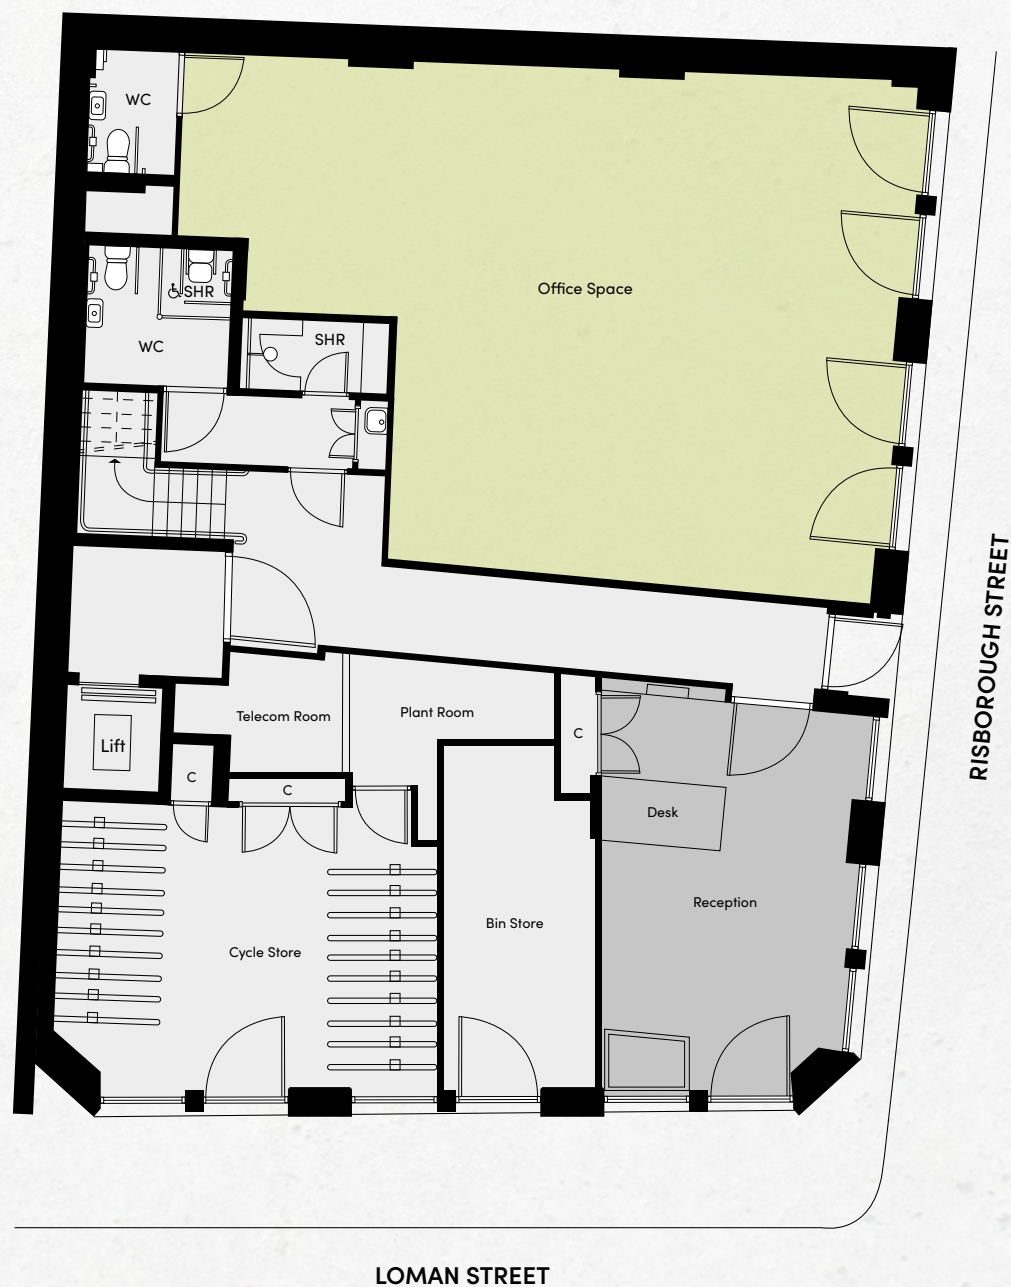 WC
Office Space
SHR
SHR
WC
RISBOROUGH STREET
Telecom Room
Plant Room
C
Lift
C
C
Desk
Reception
Bin Store
Cycle Store
LOMAN STREET